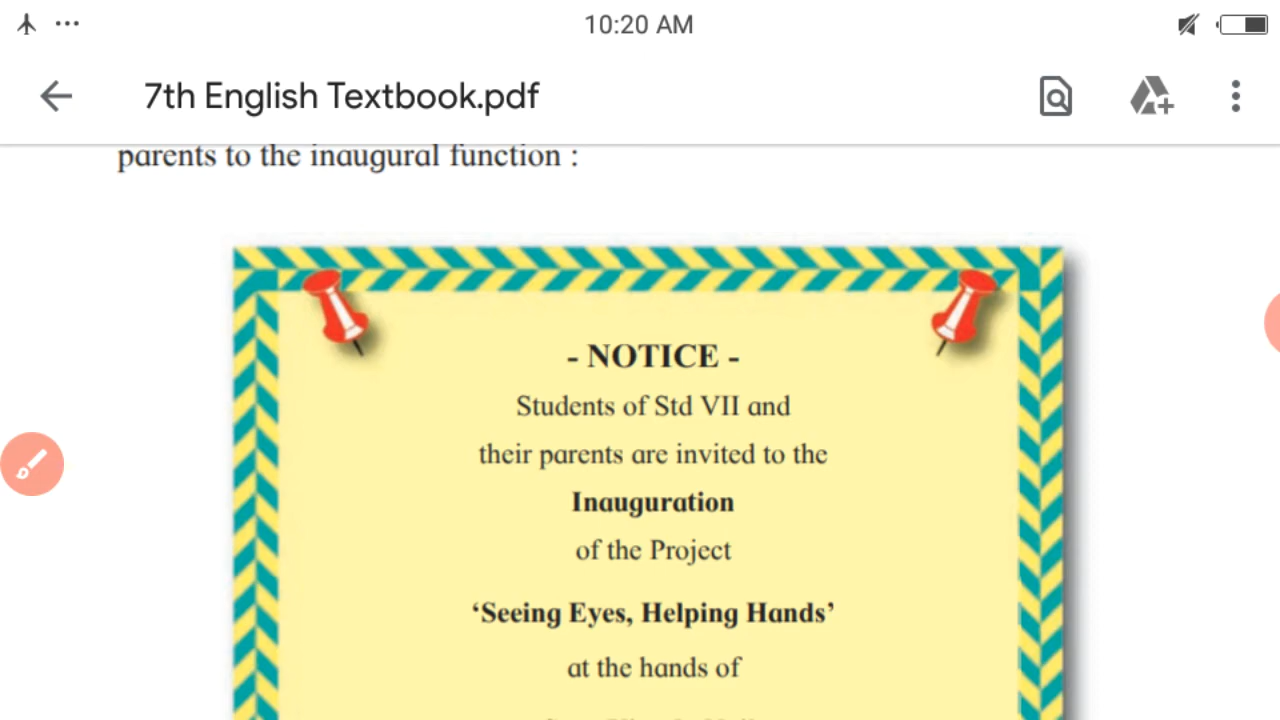 10:20 AM
7th English Textbook.pdf
parents to the inaugural function :
- NOTICE -
Students of Std VII and
their parents are invited to the
Inauguration
of the Project
‘Seeing Eyes, Helping Hands’
at the hands of